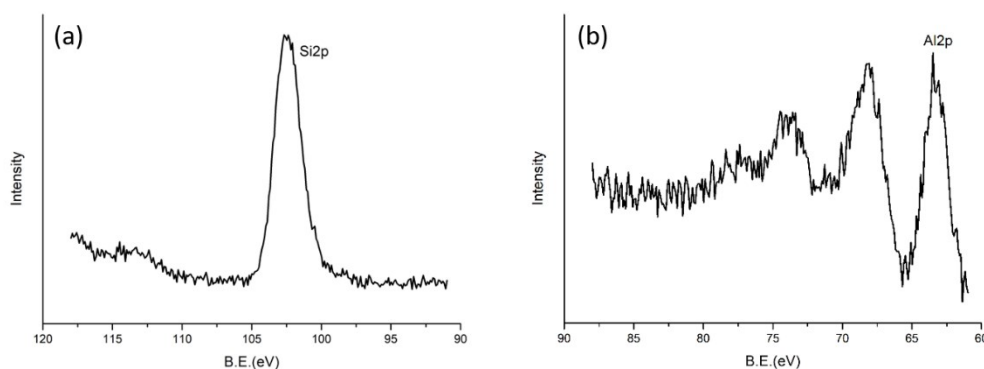 (a)
Si2p
Intensity
120 115 110 105 100 95 90
B.E.(eV)
(b)
Al2p
Intensity
90 85 80 75 70 65 60
B.E.(eV)